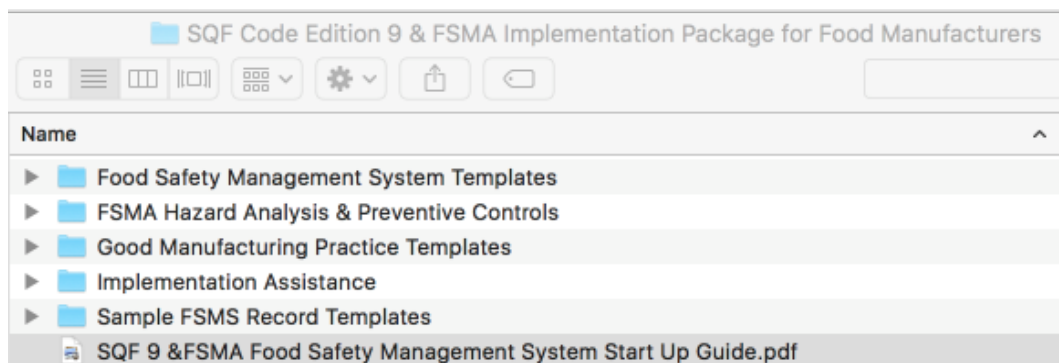 SQF Code Edition 9 & FSMA Implementation Package for Food Manufacturers
Name
Food Safety Management System Templates
FSMA Hazard Analysis & Preventive Controls
Good Manufacturing Practice Templates
Implementation Assistance
Sample FSMS Record Templates
SQF 9 &FSMA Food Safety Management System Start Up Guide.pdf